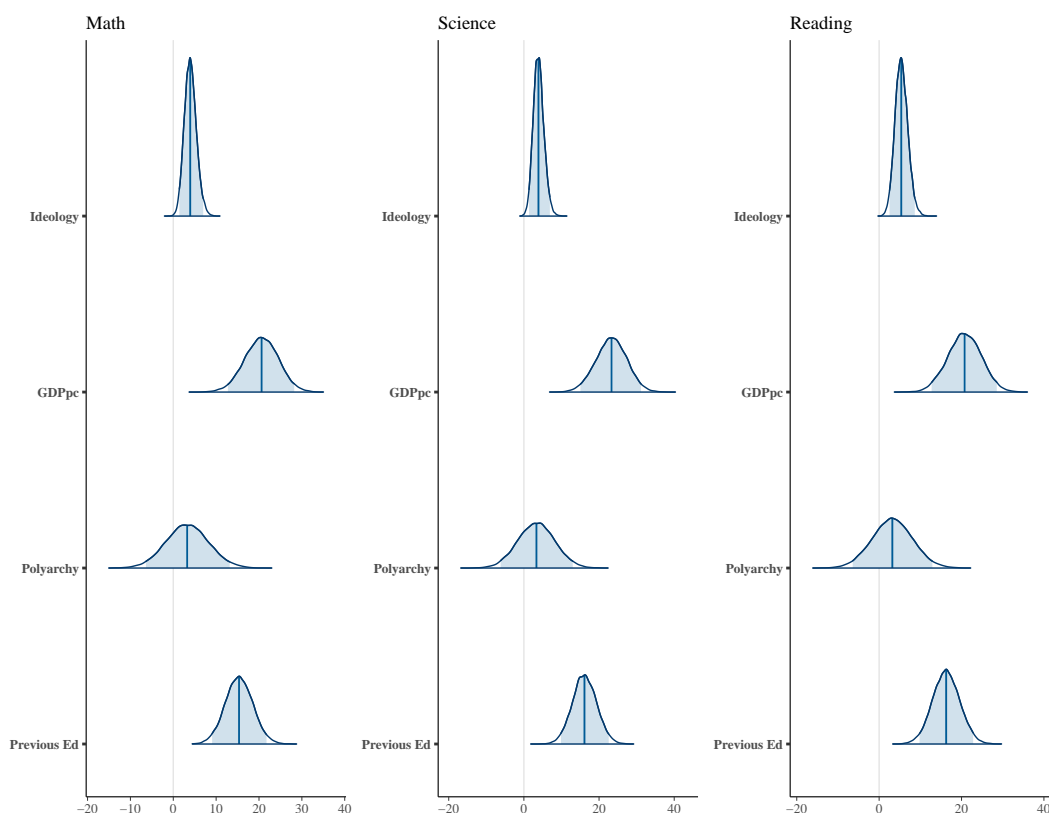 Math
Science
Reading
Ideology
Ideology
Ideology
GDPpc
GDPpc
GDPpc
Polyarchy
Polyarchy
Polyarchy
Previous Ed
Previous Ed
Previous Ed
−20 −10 0 10 20 30 40
−20 0 20 40
−20 0 20 40